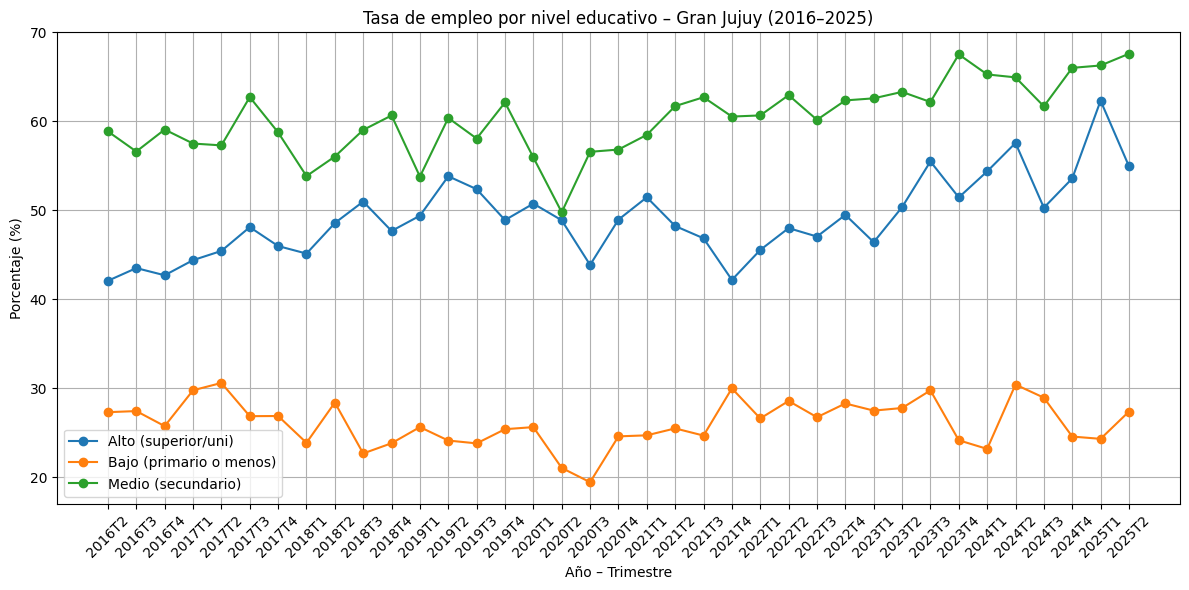 Tasa de empleo por nivel educativo – Gran Jujuy (2016–2025)
Porcentaje (%)
70
60
50
40
30
20
Alto (superior/uni)
Bajo (primario o menos)
Medio (secundario)
2016T2
2016T3
2016T4
2017T1
2017T2
2017T3
2017T4
2018T1
2018T2
2018T3
2018T4
2019T1
2019T2
2019T3
2019T4
2020T1
2020T2
2020T3
2020T4
2021T1
2021T2
2021T3
2021T4
2022T1
2022T2
2022T3
2022T4
2023T1
2023T2
2023T3
2023T4
2024T1
2024T2
2024T3
2024T4
2025T1
2025T2
Año – Trimestre